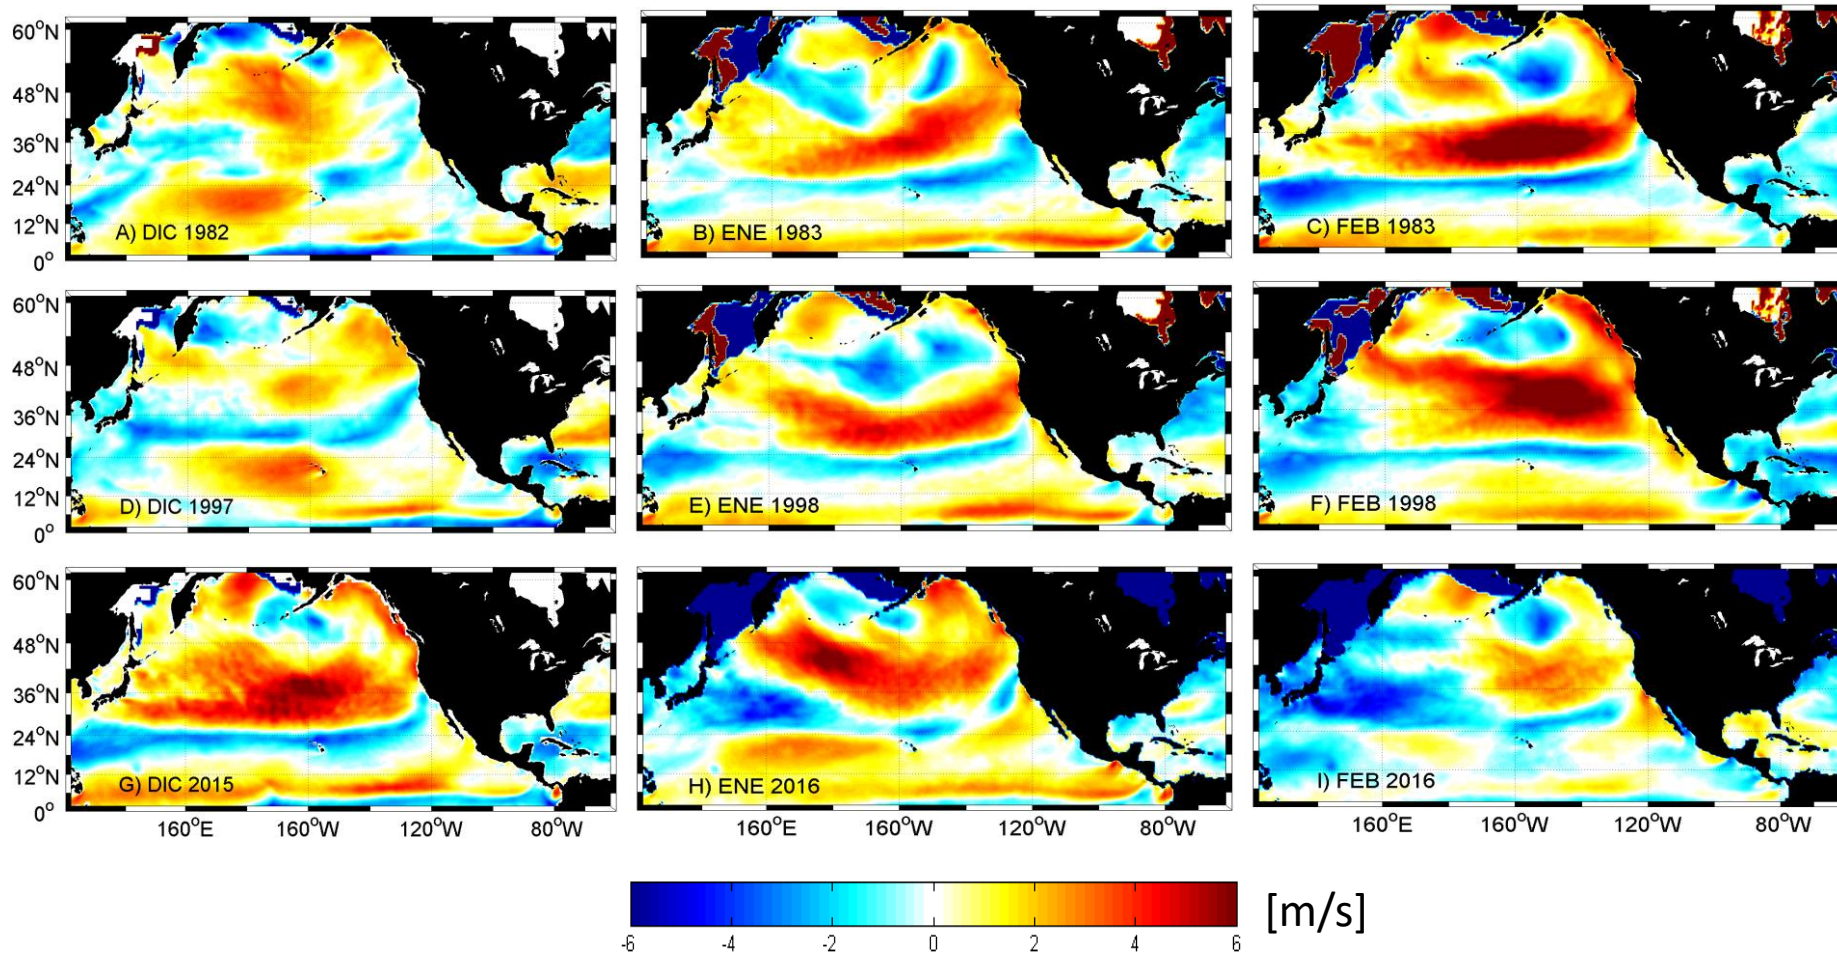 60°N
48°N
36°N
24°N
12°N
0°
A) DIC 1982
B) ENE 1983
C) FEB 1983
60°N
48°N
36°N
24°N
12°N
0°
D) DIC 1997
E) ENE 1998
F) FEB 1998
60°N
48°N
36°N
24°N
12°N
0°
G) DIC 2015
H) ENE 2016
I) FEB 2016
160°E 160°W 120°W 80°W
160°E 160°W 120°W 80°W
160°E 160°W 120°W 80°W
[m/s]
-6 -4 -2 0 2 4 6